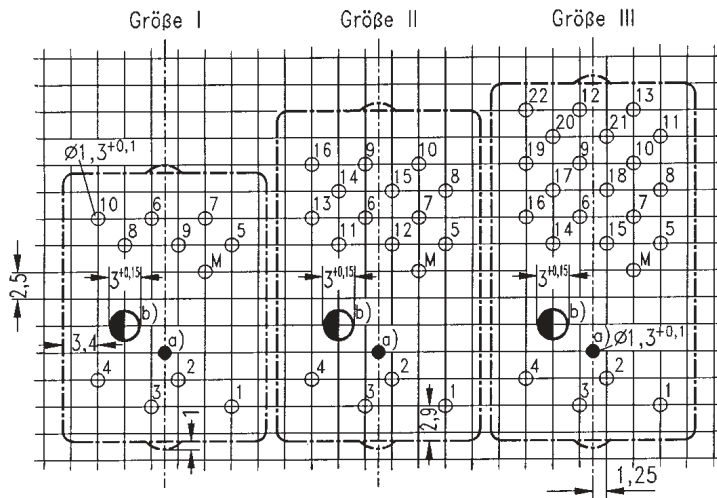 Größe I Größe II Größe III
22 12 13
20 21 11
16 9 10 19 9 10
Ø1,3+0,1 14 15 8 17 18 8
10 6 7 13 6 7 16 6 7
8 9 5 11 12 5 14 15 5
M M M
2,5 3+0,15 3+0,15 3+0,15
b) b) b)
3,4 a) a) a) Ø1,3+0,1
4 2 4 2 4 2
3 1 3 1 3 1
1 2,9
1,25